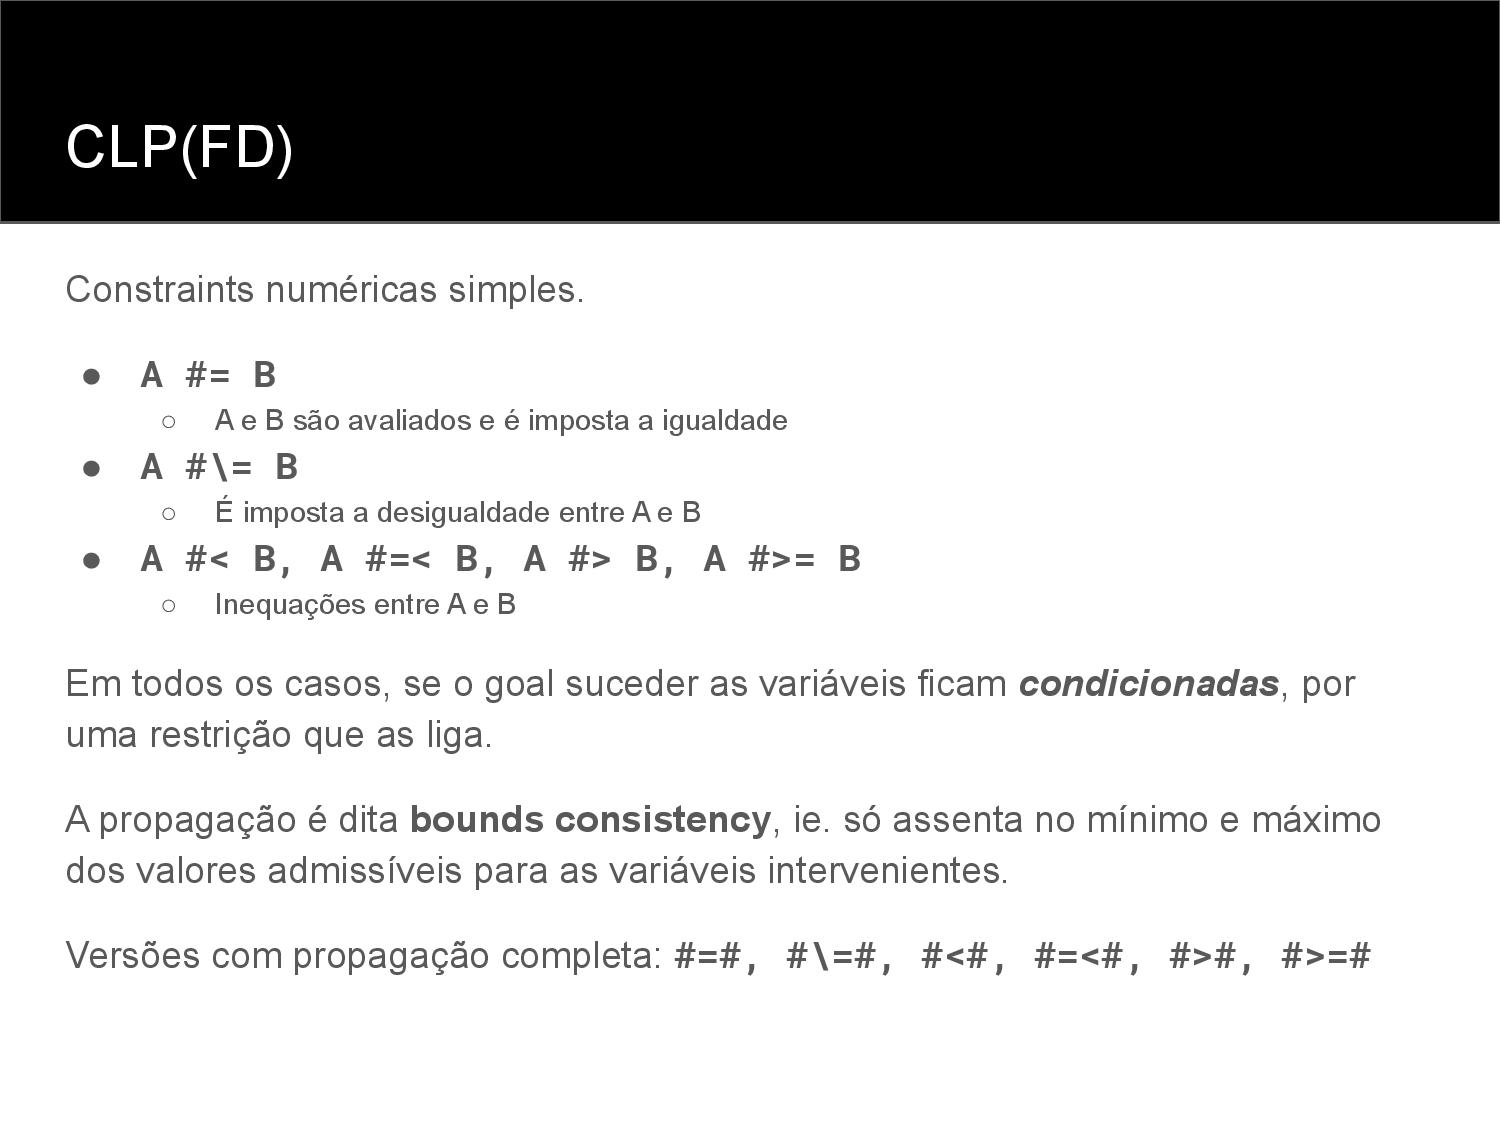 CLP(FD)
Constraints numéricas simples.
● A #= B
○ A e B são avaliados e é imposta a igualdade
● A #\= B
○ É imposta a desigualdade entre A e B
● A #< B, A #=< B, A #> B, A #>= B
○ Inequações entre A e B
Em todos os casos, se o goal suceder as variáveis ficam condicionadas, por
uma restrição que as liga.
A propagação é dita bounds consistency, ie. só assenta no mínimo e máximo
dos valores admissíveis para as variáveis intervenientes.
Versões com propagação completa: #=#, #\=#, #<#, #=<#, #>#, #>=#